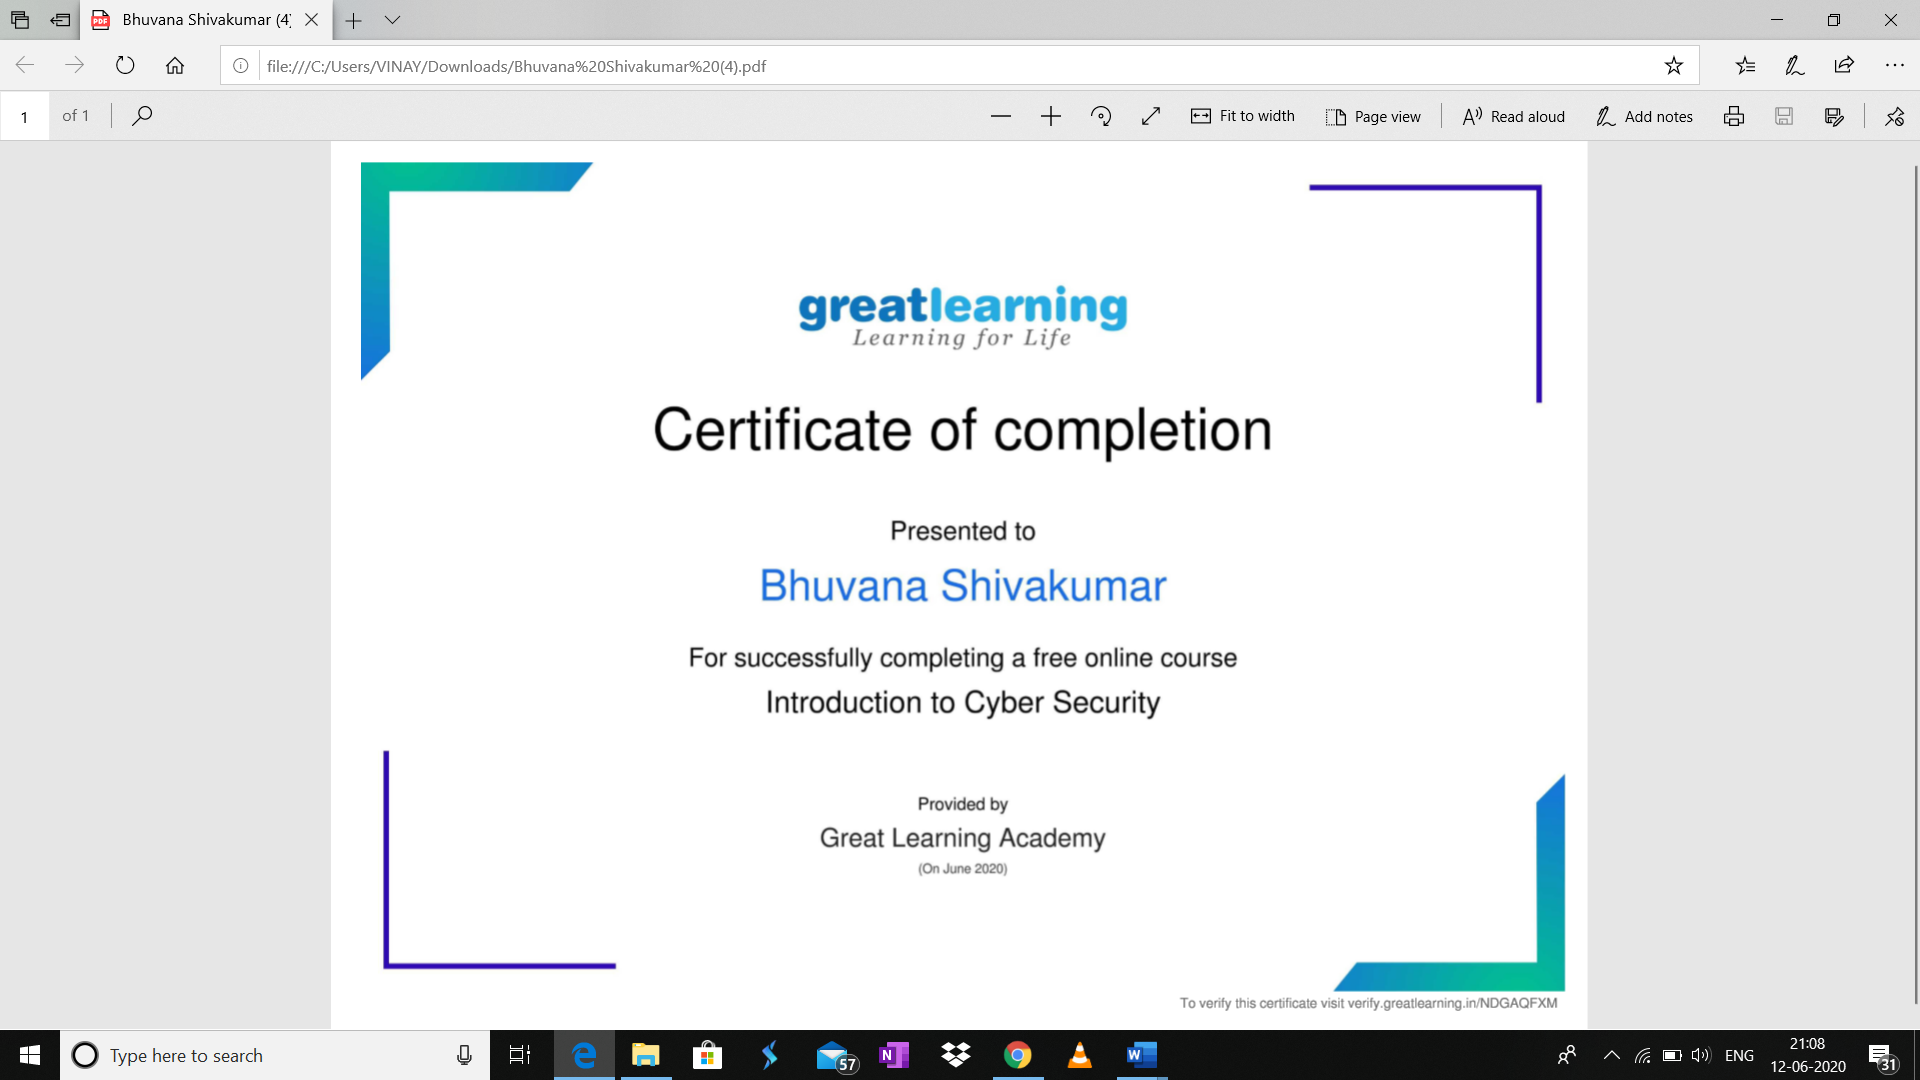 Bhuvana Shivakumar (4)
file:///C:/Users/VINAY/Downloads/Bhuvana%20Shivakumar%20(4).pdf
1 of 1 Fit to width Page view Read aloud Add notes
greatlearning
Learning for Life
Certificate of completion
Presented to
Bhuvana Shivakumar
For successfully completing a free online course
Introduction to Cyber Security
Provided by
Great Learning Academy
(On June 2020)
To verify this certificate visit verify.greatlearning.in/NDGAQFXM
Type here to search
57
ENG
21:08
12-06-2020
31